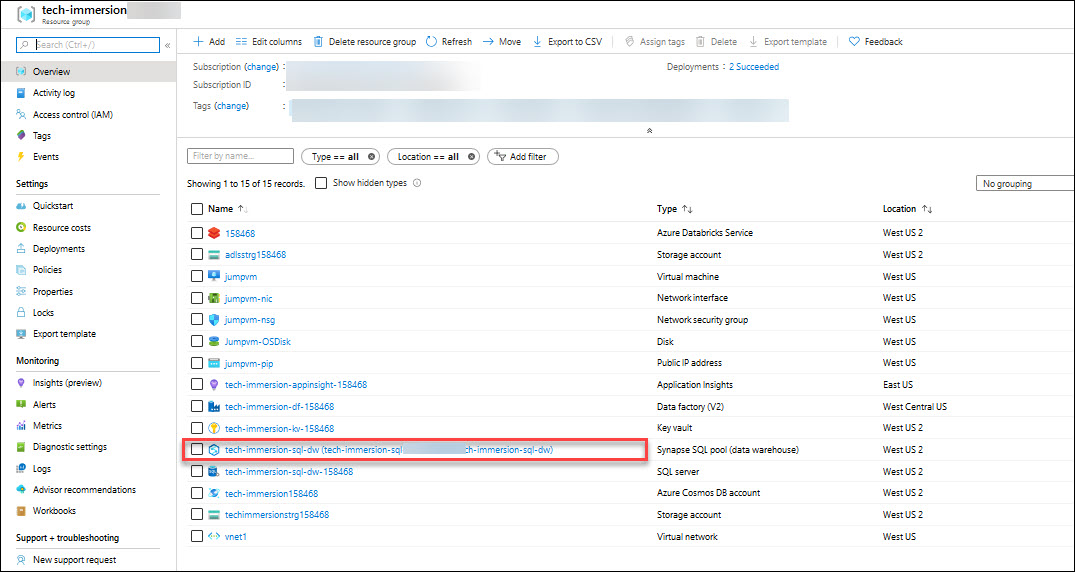 tech-immersion
Resource group
Search (Ctrl+/)
«
Overview
Activity log
Access control (IAM)
Tags
Events
Settings
Quickstart
Resource costs
Deployments
Policies
Properties
Locks
Export template
Monitoring
Insights (preview)
Alerts
Metrics
Diagnostic settings
Logs
Advisor recommendations
Workbooks
Support + troubleshooting
New support request
Add Edit columns Delete resource group Refresh Move Export to CSV Assign tags Delete Export template Feedback
Subscription (change) : Deployments : 2 Succeeded
Subscription ID :
Tags (change) :
Filter by name... Type == all Location == all Add filter
Showing 1 to 15 of 15 records. Show hidden types No grouping
Name ↑↓ Type ↑↓ Location ↑↓
158468 Azure Databricks Service West US 2
adlsstrg158468 Storage account West US 2
jumpvm Virtual machine West US
jumpvm-nic Network interface West US
jumpvm-nsg Network security group West US
Jumpvm-OSDisk Disk West US
jumpvm-pip Public IP address West US
tech-immersion-appinsight-158468 Application Insights East US
tech-immersion-df-158468 Data factory (V2) West Central US
tech-immersion-kv-158468 Key vault West US 2
tech-immersion-sql-dw (tech-immersion-sql ch-immersion-sql-dw) Synapse SQL pool (data warehouse) West US 2
tech-immersion-sql-dw-158468 SQL server West US 2
tech-immersion158468 Azure Cosmos DB account West US 2
techimmersionstrg158468 Storage account West US 2
vnet1 Virtual network West US